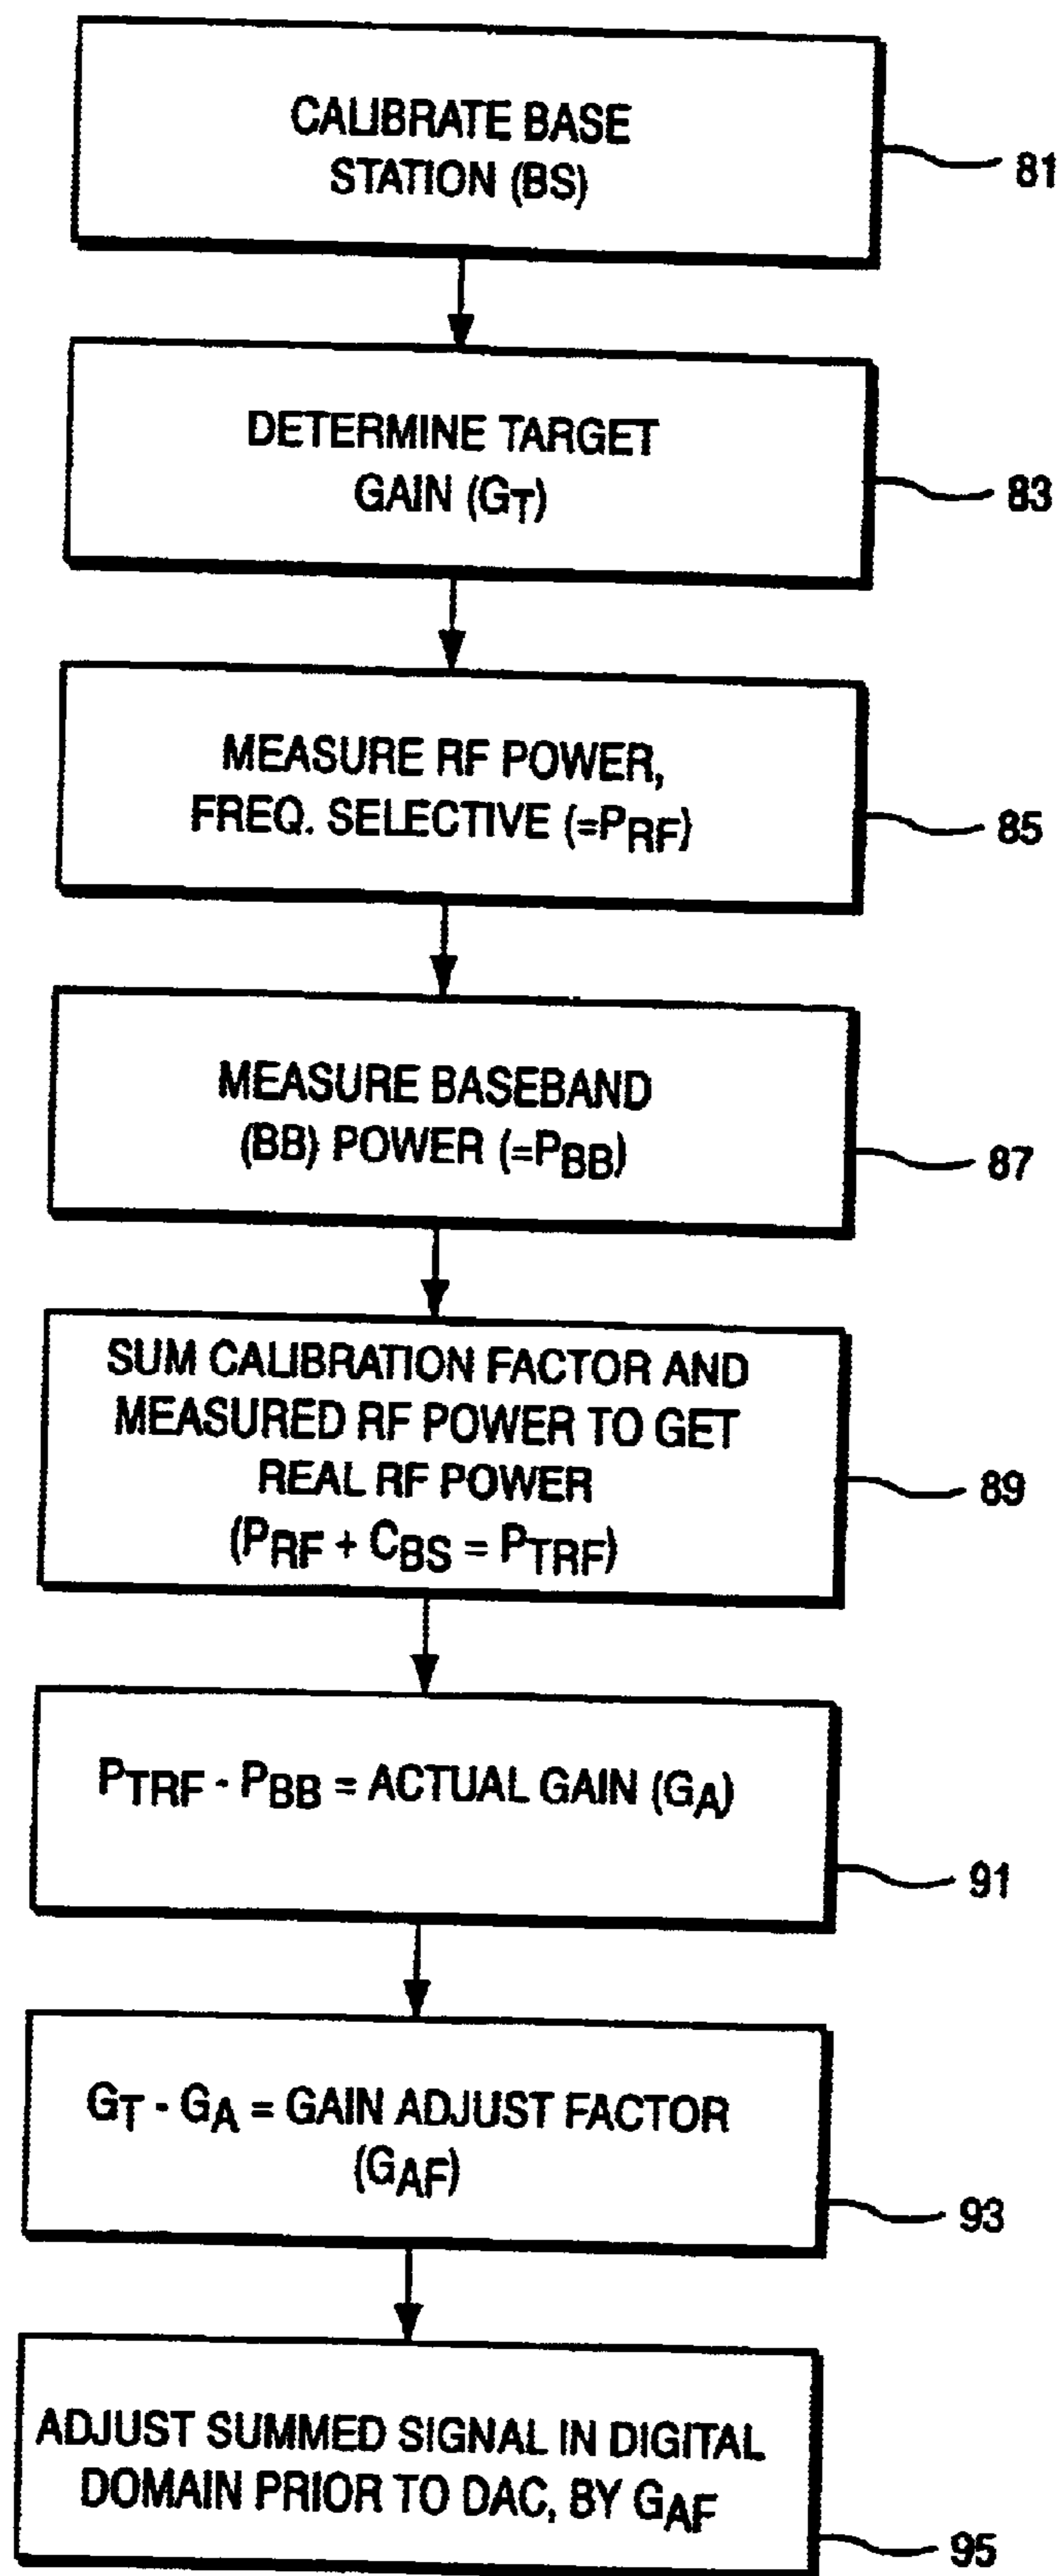 CALIBRATE BASE
STATION (BS)
81
DETERMINE TARGET
GAIN (GT)
83
MEASURE RF POWER,
FREQ. SELECTIVE (=PRF)
85
MEASURE BASEBAND
(BB) POWER (=PBB)
87
SUM CALIBRATION FACTOR AND
MEASURED RF POWER TO GET
REAL RF POWER
(PRF + CBS = PTRF)
89
PTRF - PBB = ACTUAL GAIN (GA)
91
GT - GA = GAIN ADJUST FACTOR
(GAF)
93
ADJUST SUMMED SIGNAL IN DIGITAL
DOMAIN PRIOR TO DAC, BY GAF
95